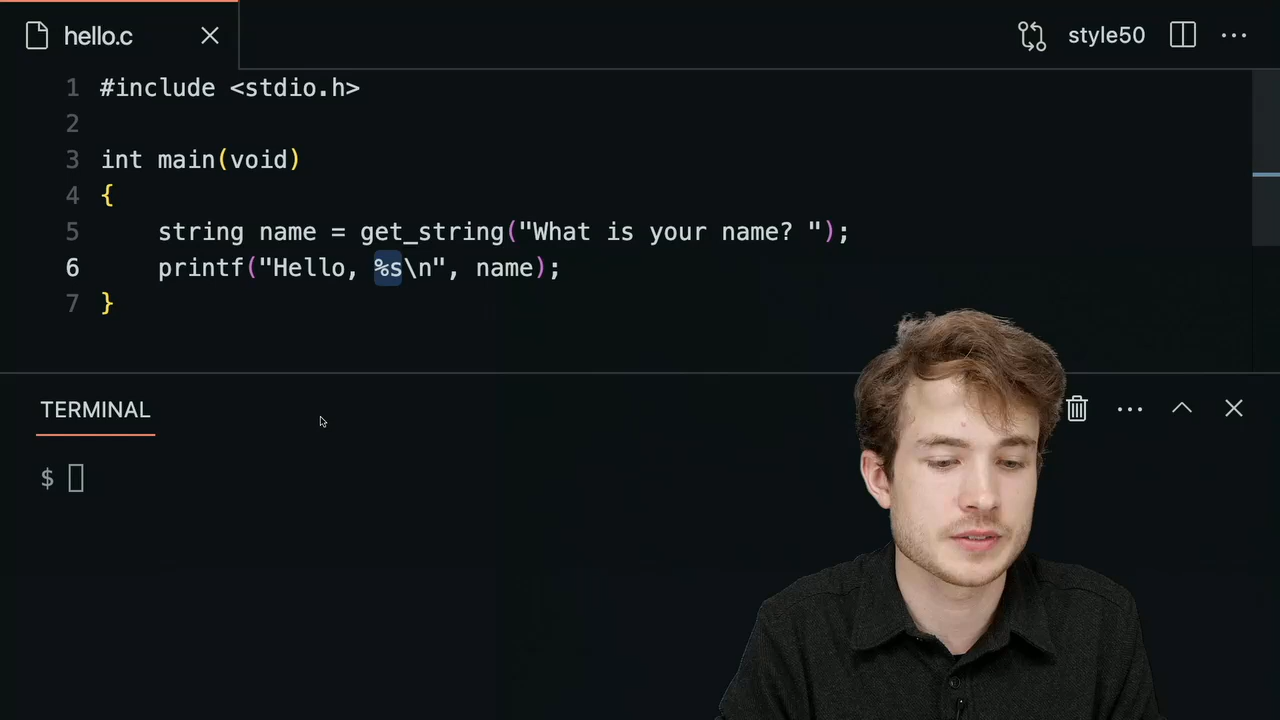 hello.c
style50
1 #include <stdio.h>
2
3 int main(void)
4 {
5     string name = get_string("What is your name? ");
6     printf("Hello, %s\n", name);
7 }
TERMINAL
$